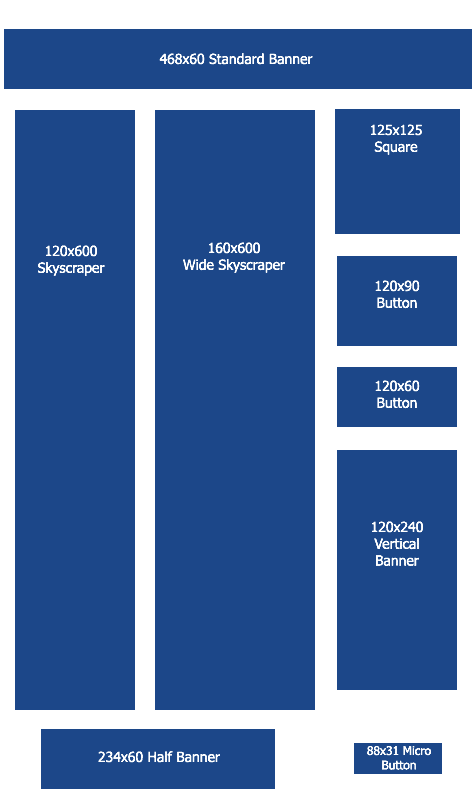 468x60 Standard Banner
120x600
Skyscraper
160x600
Wide Skyscraper
125x125
Square
120x90
Button
120x60
Button
120x240
Vertical
Banner
234x60 Half Banner
88x31 Micro
Button